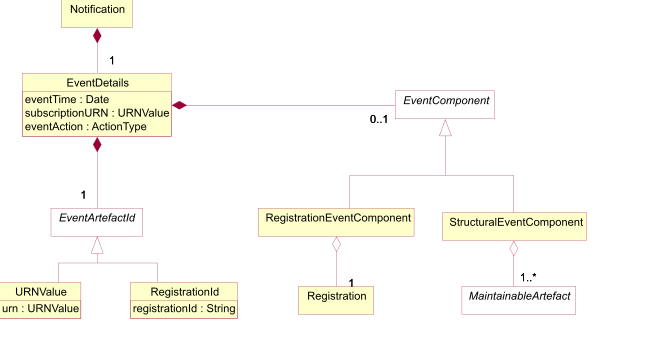 Notification
1
EventDetails
eventTime : Date
subscriptionURN : URNValue
eventAction : ActionType
EventComponent
0..1
1
EventArtefactId
RegistrationEventComponent
StructuralEventComponent
URNValue
urn : URNValue
RegistrationId
registrationId : String
1
Registration
1..*
MaintainableArtefact